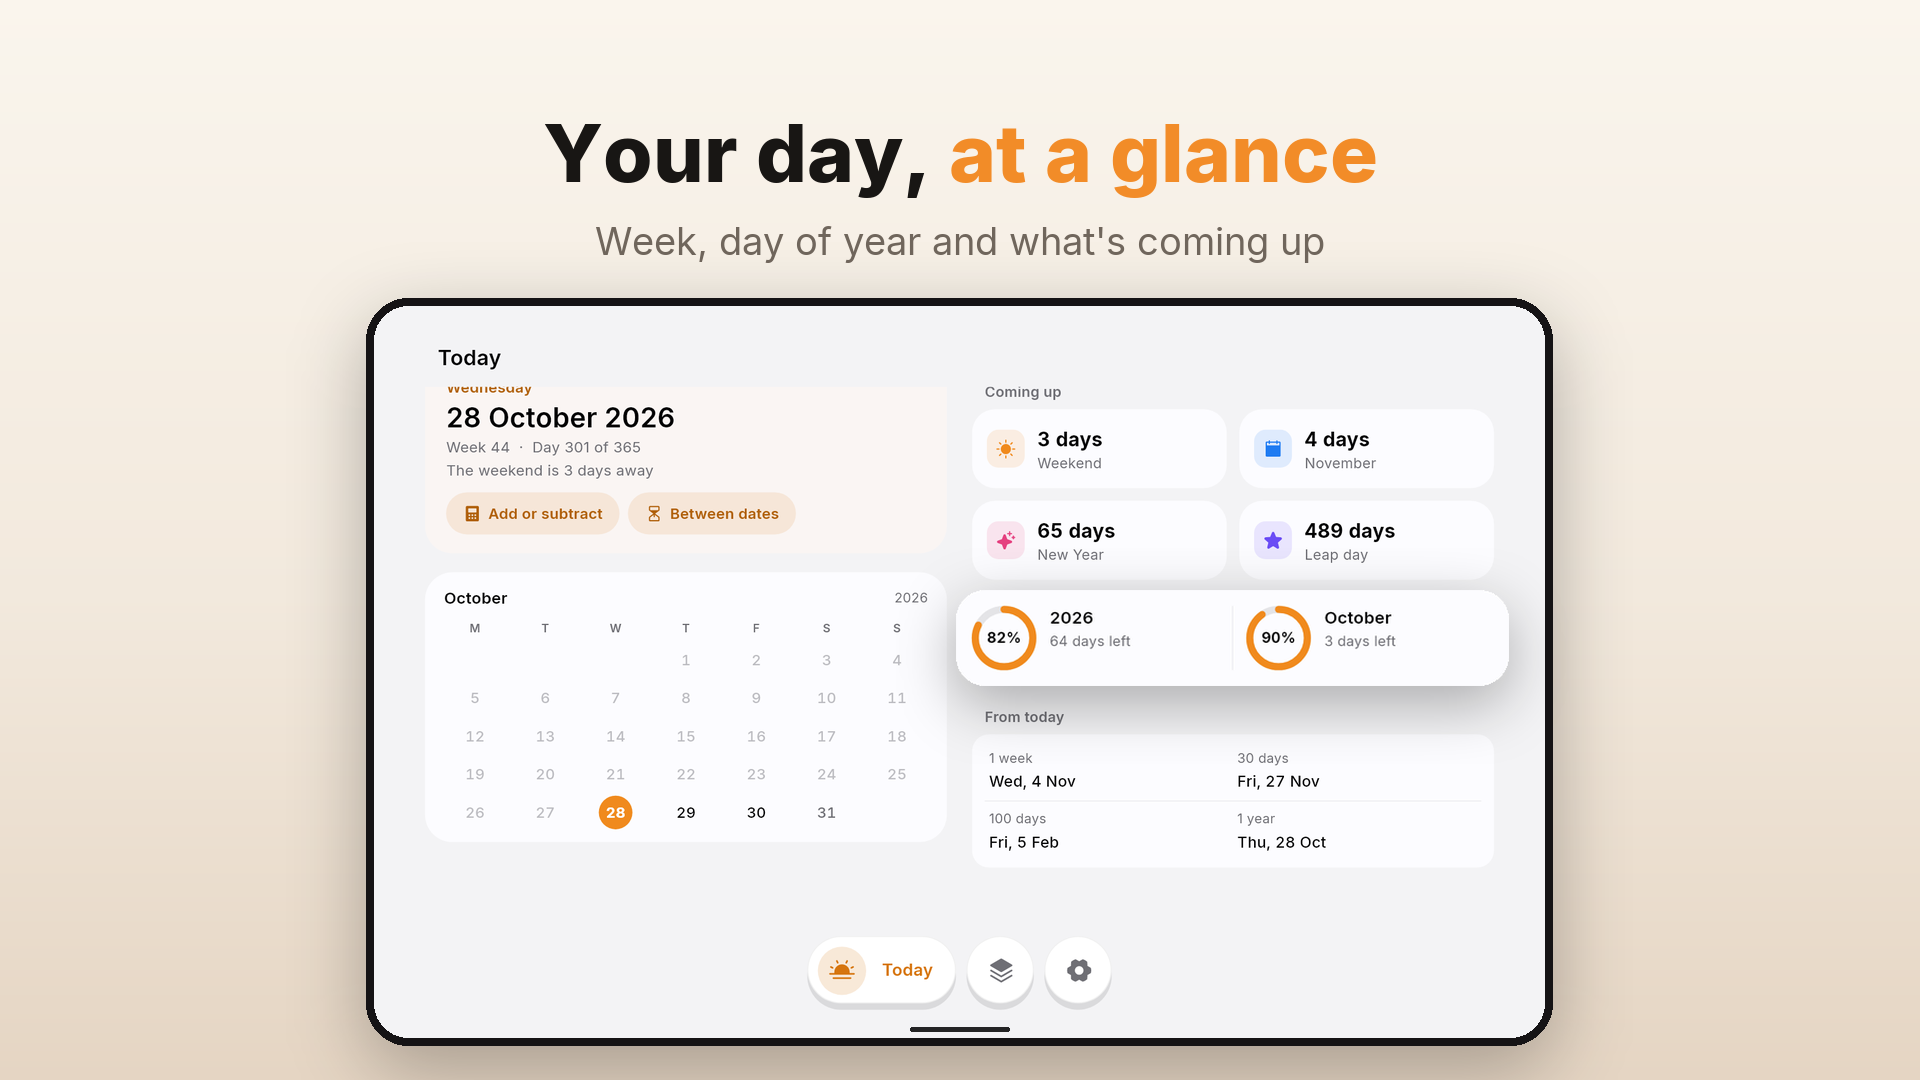 Your day, at a glance
Week, day of year and what's coming up
Today
Wednesday
28 October 2026
Week 44 · Day 301 of 365
The weekend is 3 days away
Add or subtract
Between dates
October 2026
M T W T F S S
1 2 3 4
5 6 7 8 9 10 11
12 13 14 15 16 17 18
19 20 21 22 23 24 25
26 27 28 29 30 31
Coming up
3 days
Weekend
4 days
November
65 days
New Year
489 days
Leap day
82%
2026
64 days left
90%
October
3 days left
From today
1 week
Wed, 4 Nov
30 days
Fri, 27 Nov
100 days
Fri, 5 Feb
1 year
Thu, 28 Oct
Today